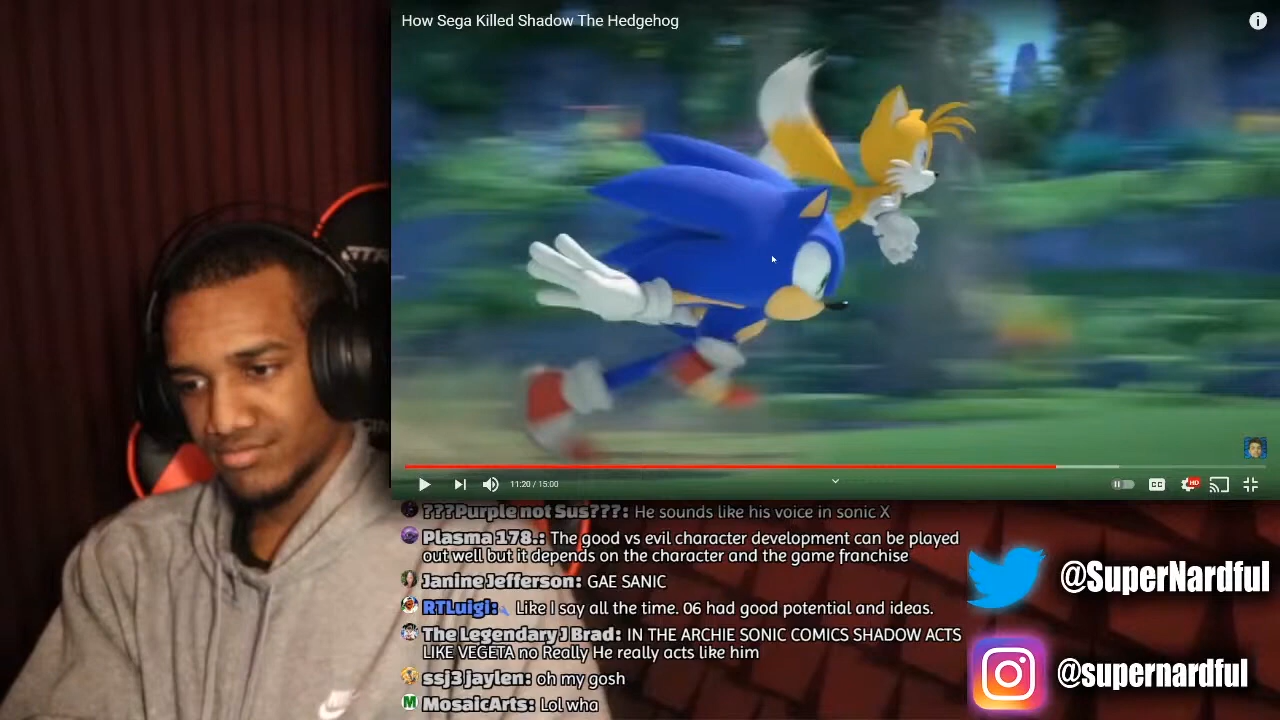 How Sega Killed Shadow The Hedgehog
11:20 / 15:00
HD
???Purple not Sus???: He sounds like his voice in sonic X
Plasma 178.: The good vs evil character development can be played
out well but it depends on the character and the game franchise
Janine Jefferson: GAE SANIC
RTLuigi: Like I say all the time. 06 had good potential and ideas.
The Legendary J Brad: IN THE ARCHIE SONIC COMICS SHADOW ACTS
LIKE VEGETA no Really He really acts like him
ssj3 jaylen: oh my gosh
M MosaicArts: Lol wha
@SuperNardful
@supernardful